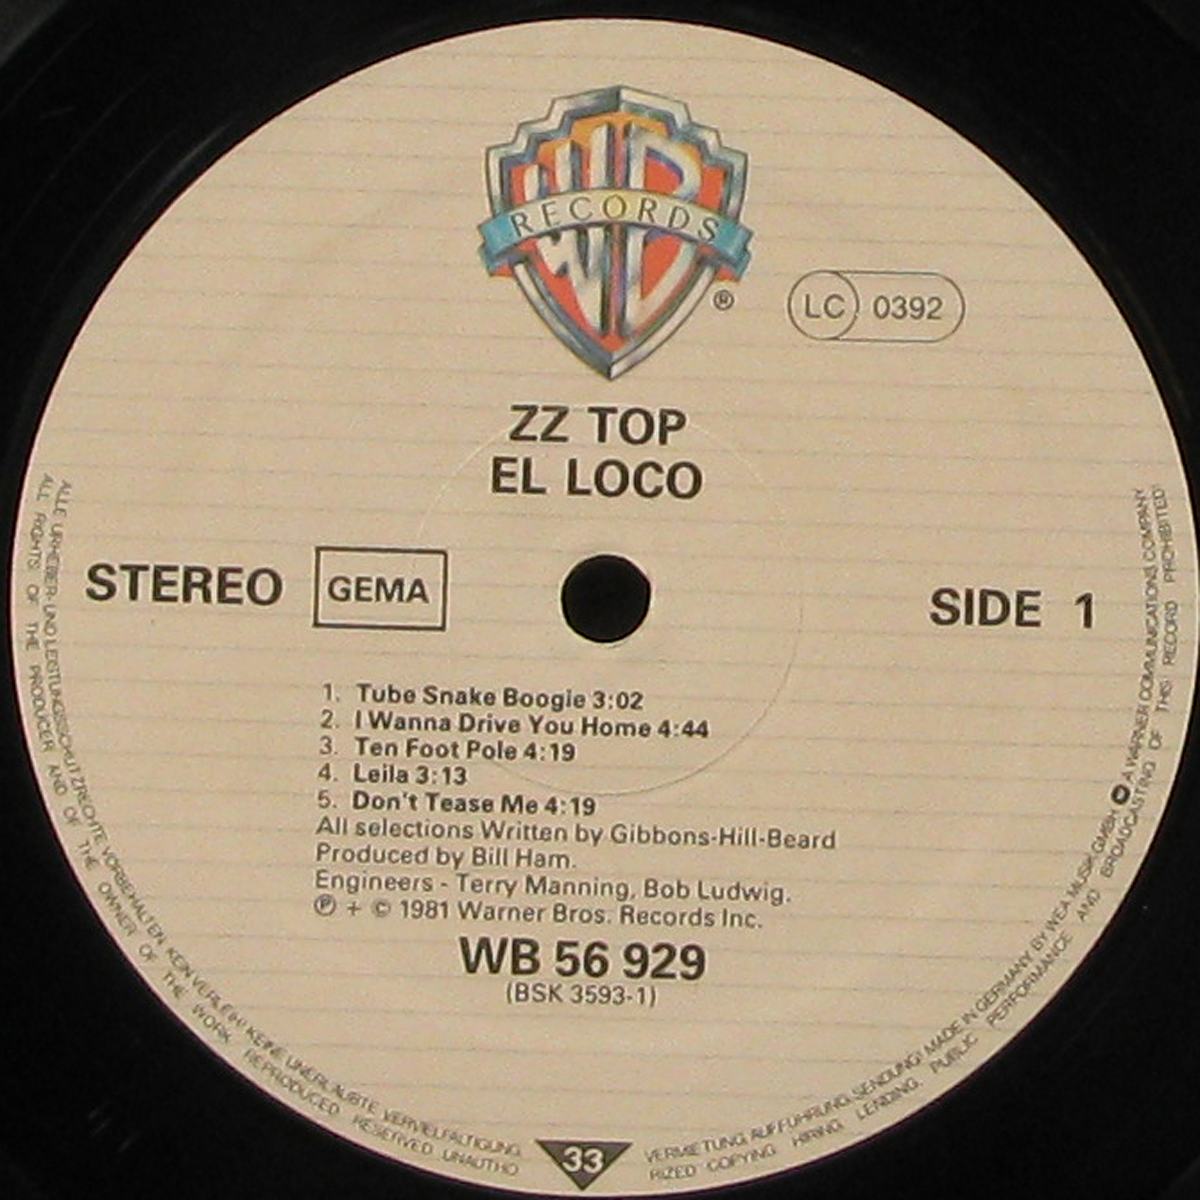 WB
RECORDS
®
LC 0392
ZZ TOP
EL LOCO
STEREO
GEMA
SIDE 1
1. Tube Snake Boogie 3:02
2. I Wanna Drive You Home 4:44
3. Ten Foot Pole 4:19
4. Leila 3:13
5. Don't Tease Me 4:19
All selections Written by Gibbons-Hill-Beard
Produced by Bill Ham.
Engineers - Terry Manning, Bob Ludwig.
℗ + © 1981 Warner Bros. Records Inc.
WB 56 929
(BSK 3593-1)
33
ALLE URHEBER- UND LEISTUNGSSCHUTZRECHTE VORBEHALTEN. KEIN VERLEIH! KEINE UNERLAUBTE VERVIELFÄLTIGUNG, VERMIETUNG, AUFFÜHRUNG, SENDUNG! MADE IN GERMANY BY WEA MUSIK GMBH A WARNER COMMUNICATIONS COMPANY
ALL RIGHTS OF THE PRODUCER AND OF THE OWNER OF THE WORK REPRODUCED RESERVED. UNAUTHORIZED COPYING, HIRING, LENDING, PUBLIC PERFORMANCE AND BROADCASTING OF THIS RECORD PROHIBITED!